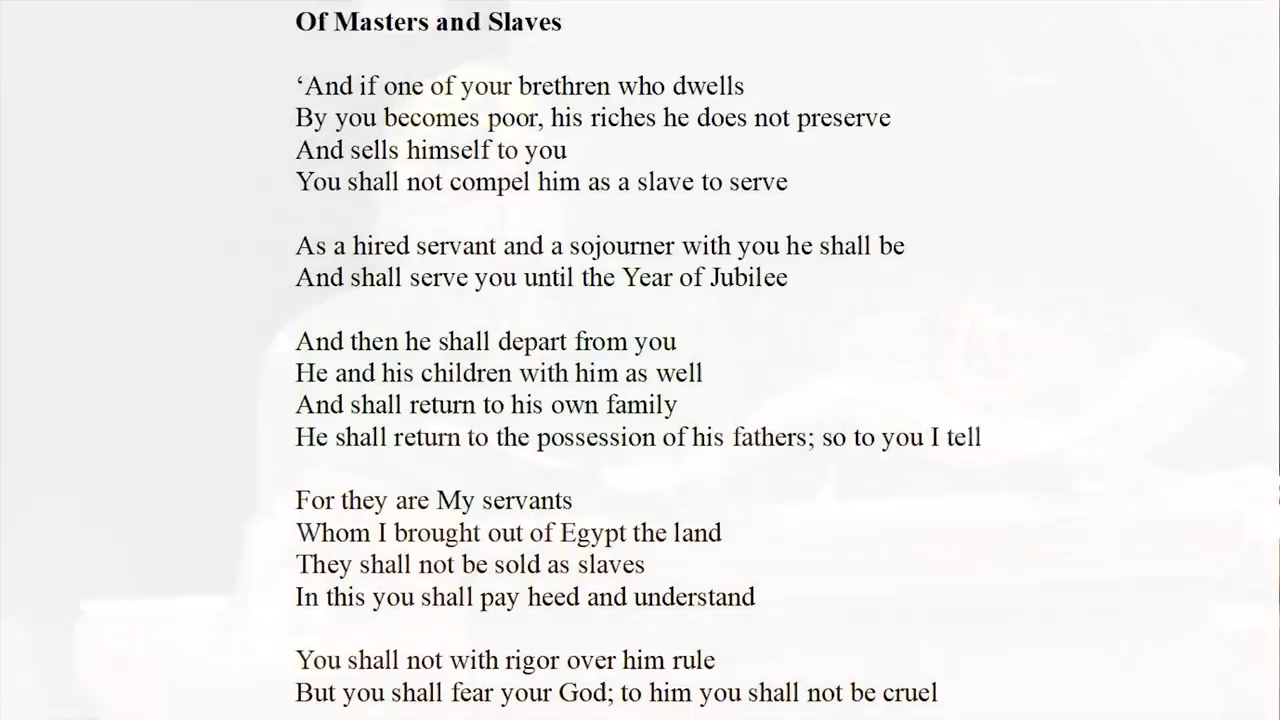 Of Masters and Slaves
‘And if one of your brethren who dwells
By you becomes poor, his riches he does not preserve
And sells himself to you
You shall not compel him as a slave to serve
As a hired servant and a sojourner with you he shall be
And shall serve you until the Year of Jubilee
And then he shall depart from you
He and his children with him as well
And shall return to his own family
He shall return to the possession of his fathers; so to you I tell
For they are My servants
Whom I brought out of Egypt the land
They shall not be sold as slaves
In this you shall pay heed and understand
You shall not with rigor over him rule
But you shall fear your God; to him you shall not be cruel